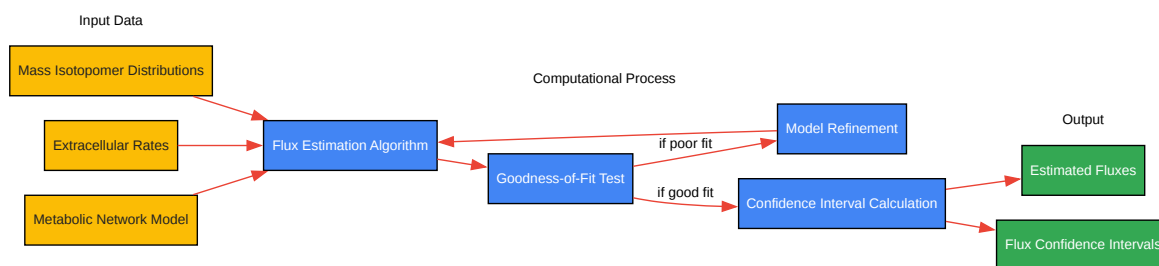 Input Data
Mass Isotopomer Distributions
Extracellular Rates
Metabolic Network Model
Computational Process
Flux Estimation Algorithm
Goodness-of-Fit Test
if poor fit
if good fit
Model Refinement
Confidence Interval Calculation
Output
Estimated Fluxes
Flux Confidence Intervals